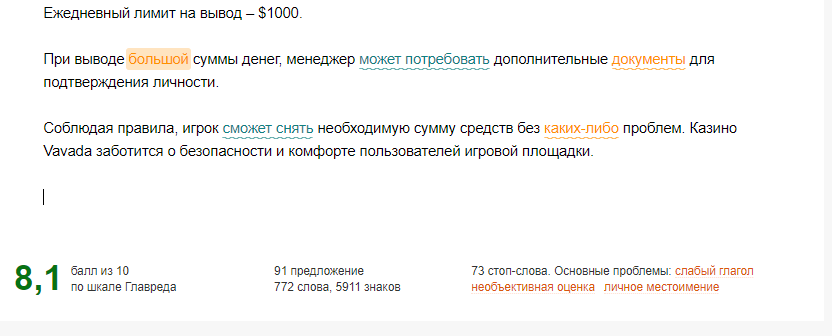 Ежедневный лимит на вывод – $1000.
При выводе большой суммы денег, менеджер может потребовать дополнительные документы для
подтверждения личности.
Соблюдая правила, игрок сможет снять необходимую сумму средств без каких-либо проблем. Казино
Vavada заботится о безопасности и комфорте пользователей игровой площадки.
8,1 балл из 10
по шкале Главреда
91 предложение
772 слова, 5911 знаков
73 стоп-слова. Основные проблемы: слабый глагол
необъективная оценка личное местоимение